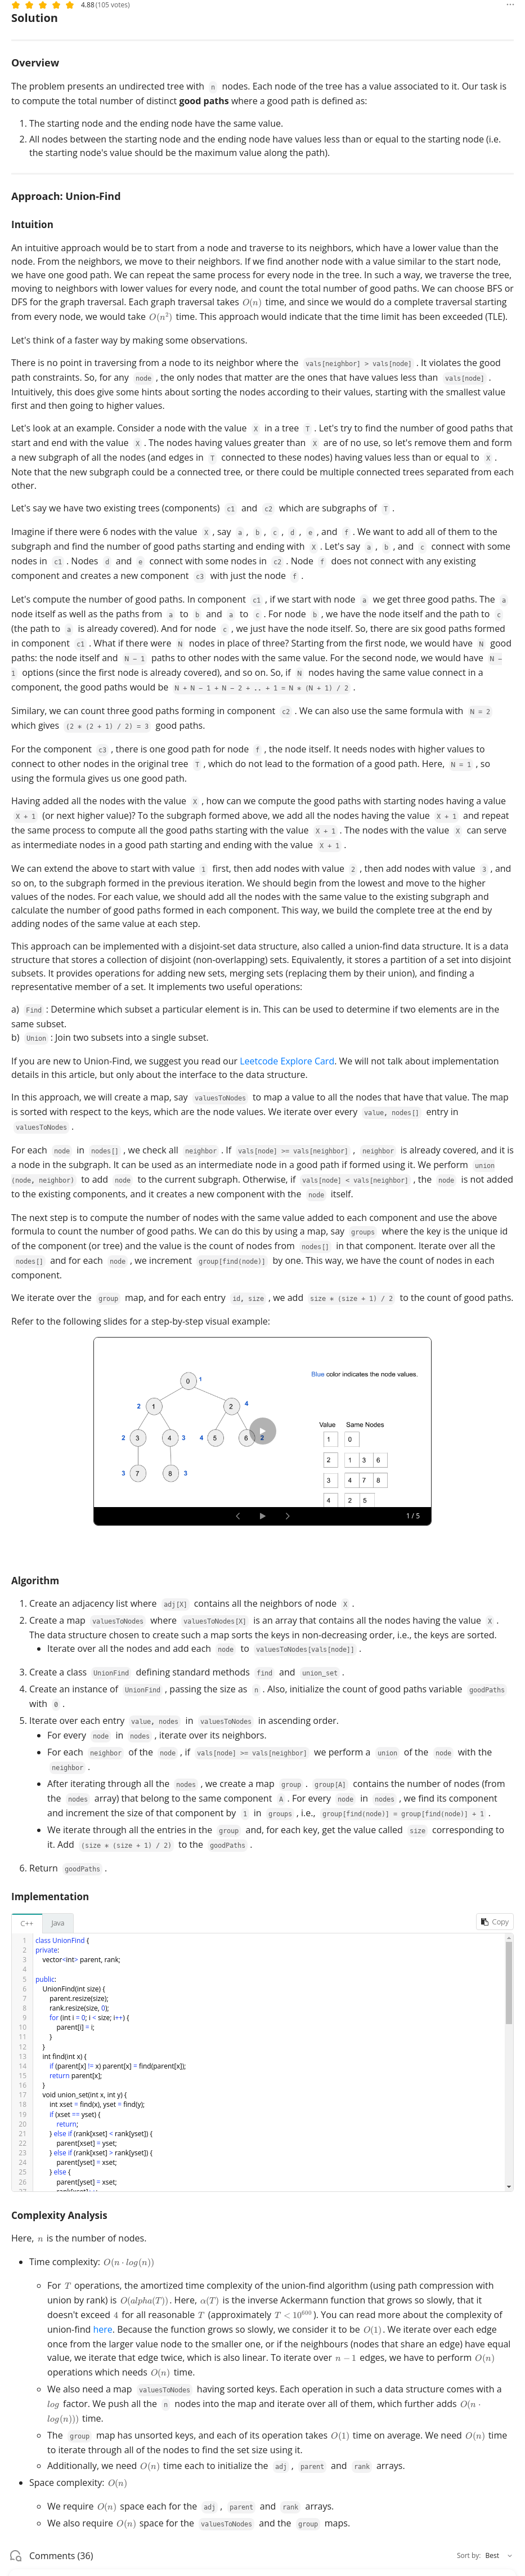 4.88 (105 votes)
Solution
Overview
The problem presents an undirected tree with n nodes. Each node of the tree has a value associated to it. Our task is
to compute the total number of distinct good paths where a good path is defined as:
1. The starting node and the ending node have the same value.
2. All nodes between the starting node and the ending node have values less than or equal to the starting node (i.e.
the starting node's value should be the maximum value along the path).
Approach: Union-Find
Intuition
An intuitive approach would be to start from a node and traverse to its neighbors, which have a lower value than the
node. From the neighbors, we move to their neighbors. If we find another node with a value similar to the start node,
we have one good path. We can repeat the same process for every node in the tree. In such a way, we traverse the tree,
moving to neighbors with lower values for every node, and count the total number of good paths. We can choose BFS or
DFS for the graph traversal. Each graph traversal takes O(n) time, and since we would do a complete traversal starting
from every node, we would take O(n²) time. This approach would indicate that the time limit has been exceeded (TLE).
Let's think of a faster way by making some observations.
There is no point in traversing from a node to its neighbor where the vals[neighbor] > vals[node] . It violates the good
path constraints. So, for any node , the only nodes that matter are the ones that have values less than vals[node] .
Intuitively, this does give some hints about sorting the nodes according to their values, starting with the smallest value
first and then going to higher values.
Let's look at an example. Consider a node with the value X in a tree T . Let's try to find the number of good paths that
start and end with the value X . The nodes having values greater than X are of no use, so let's remove them and form
a new subgraph of all the nodes (and edges in T connected to these nodes) having values less than or equal to X .
Note that the new subgraph could be a connected tree, or there could be multiple connected trees separated from each
other.
Let's say we have two existing trees (components) c1 and c2 which are subgraphs of T .
Imagine if there were 6 nodes with the value X , say a , b , c , d , e , and f . We want to add all of them to the
subgraph and find the number of good paths starting and ending with X . Let's say a , b , and c connect with some
nodes in c1 . Nodes d and e connect with some nodes in c2 . Node f does not connect with any existing
component and creates a new component c3 with just the node f .
Let's compute the number of good paths. In component c1 , if we start with node a we get three good paths. The a
node itself as well as the paths from a to b and a to c . For node b , we have the node itself and the path to c
(the path to a is already covered). And for node c , we just have the node itself. So, there are six good paths formed
in component c1 . What if there were N nodes in place of three? Starting from the first node, we would have N good
paths: the node itself and N − 1 paths to other nodes with the same value. For the second node, we would have N −
1 options (since the first node is already covered), and so on. So, if N nodes having the same value connect in a
component, the good paths would be N + N − 1 + N − 2 + .. + 1 = N * (N + 1) / 2 .
Similary, we can count three good paths forming in component c2 . We can also use the same formula with N = 2
which gives (2 * (2 + 1) / 2) = 3 good paths.
For the component c3 , there is one good path for node f , the node itself. It needs nodes with higher values to
connect to other nodes in the original tree T , which do not lead to the formation of a good path. Here, N = 1 , so
using the formula gives us one good path.
Having added all the nodes with the value X , how can we compute the good paths with starting nodes having a value
X + 1 (or next higher value)? To the subgraph formed above, we add all the nodes having the value X + 1 and repeat
the same process to compute all the good paths starting with the value X + 1 . The nodes with the value X can serve
as intermediate nodes in a good path starting and ending with the value X + 1 .
We can extend the above to start with value 1 first, then add nodes with value 2 , then add nodes with value 3 , and
so on, to the subgraph formed in the previous iteration. We should begin from the lowest and move to the higher
values of the nodes. For each value, we should add all the nodes with the same value to the existing subgraph and
calculate the number of good paths formed in each component. This way, we build the complete tree at the end by
adding nodes of the same value at each step.
This approach can be implemented with a disjoint-set data structure, also called a union-find data structure. It is a data
structure that stores a collection of disjoint (non-overlapping) sets. Equivalently, it stores a partition of a set into disjoint
subsets. It provides operations for adding new sets, merging sets (replacing them by their union), and finding a
representative member of a set. It implements two useful operations:
a) Find : Determine which subset a particular element is in. This can be used to determine if two elements are in the
same subset.
b) Union : Join two subsets into a single subset.
If you are new to Union-Find, we suggest you read our Leetcode Explore Card. We will not talk about implementation
details in this article, but only about the interface to the data structure.
In this approach, we will create a map, say valuesToNodes to map a value to all the nodes that have that value. The map
is sorted with respect to the keys, which are the node values. We iterate over every value, nodes[] entry in
valuesToNodes .
For each node in nodes[] , we check all neighbor . If vals[node] >= vals[neighbor] , neighbor is already covered, and it is
a node in the subgraph. It can be used as an intermediate node in a good path if formed using it. We perform union
(node, neighbor) to add node to the current subgraph. Otherwise, if vals[node] < vals[neighbor] , the node is not added
to the existing components, and it creates a new component with the node itself.
The next step is to compute the number of nodes with the same value added to each component and use the above
formula to count the number of good paths. We can do this by using a map, say groups where the key is the unique id
of the component (or tree) and the value is the count of nodes from nodes[] in that component. Iterate over all the
nodes[] and for each node , we increment group[find(node)] by one. This way, we have the count of nodes in each
component.
We iterate over the group map, and for each entry id, size , we add size * (size + 1) / 2 to the count of good paths.
Refer to the following slides for a step-by-step visual example:
Blue color indicates the node values.
0 1
2 1 2 4
2 3 4 3 4 5 6 2
3 7 8 3
Value Same Nodes
1 0
2 1 3 6
3 4 7 8
4 2 5
1 / 5
Algorithm
1. Create an adjacency list where adj[X] contains all the neighbors of node X .
2. Create a map valuesToNodes where valuesToNodes[X] is an array that contains all the nodes having the value X .
The data structure chosen to create such a map sorts the keys in non-decreasing order, i.e., the keys are sorted.
• Iterate over all the nodes and add each node to valuesToNodes[vals[node]] .
3. Create a class UnionFind defining standard methods find and union_set .
4. Create an instance of UnionFind , passing the size as n . Also, initialize the count of good paths variable goodPaths
with 0 .
5. Iterate over each entry value, nodes in valuesToNodes in ascending order.
• For every node in nodes , iterate over its neighbors.
• For each neighbor of the node , if vals[node] >= vals[neighbor] we perform a union of the node with the
neighbor .
• After iterating through all the nodes , we create a map group . group[A] contains the number of nodes (from
the nodes array) that belong to the same component A . For every node in nodes , we find its component
and increment the size of that component by 1 in groups , i.e., group[find(node)] = group[find(node)] + 1 .
• We iterate through all the entries in the group and, for each key, get the value called size corresponding to
it. Add (size * (size + 1) / 2) to the goodPaths .
6. Return goodPaths .
Implementation
C++ Java Copy
1 class UnionFind {
2 private:
3 vector<int> parent, rank;
4
5 public:
6 UnionFind(int size) {
7 parent.resize(size);
8 rank.resize(size, 0);
9 for (int i = 0; i < size; i++) {
10 parent[i] = i;
11 }
12 }
13 int find(int x) {
14 if (parent[x] != x) parent[x] = find(parent[x]);
15 return parent[x];
16 }
17 void union_set(int x, int y) {
18 int xset = find(x), yset = find(y);
19 if (xset == yset) {
20 return;
21 } else if (rank[xset] < rank[yset]) {
22 parent[xset] = yset;
23 } else if (rank[xset] > rank[yset]) {
24 parent[yset] = xset;
25 } else {
26 parent[yset] = xset;
Complexity Analysis
Here, n is the number of nodes.
• Time complexity: O(n · log(n))
◦ For T operations, the amortized time complexity of the union-find algorithm (using path compression with
union by rank) is O(alpha(T)). Here, α(T) is the inverse Ackermann function that grows so slowly, that it
doesn't exceed 4 for all reasonable T (approximately T < 10⁶⁰⁰). You can read more about the complexity of
union-find here. Because the function grows so slowly, we consider it to be O(1). We iterate over each edge
once from the larger value node to the smaller one, or if the neighbours (nodes that share an edge) have equal
value, we iterate that edge twice, which is also linear. To iterate over n − 1 edges, we have to perform O(n)
operations which needs O(n) time.
◦ We also need a map valuesToNodes having sorted keys. Each operation in such a data structure comes with a
log factor. We push all the n nodes into the map and iterate over all of them, which further adds O(n ·
log(n))) time.
◦ The group map has unsorted keys, and each of its operation takes O(1) time on average. We need O(n) time
to iterate through all of the nodes to find the set size using it.
◦ Additionally, we need O(n) time each to initialize the adj , parent and rank arrays.
• Space complexity: O(n)
◦ We require O(n) space each for the adj , parent and rank arrays.
◦ We also require O(n) space for the valuesToNodes and the group maps.
Comments (36) Sort by: Best